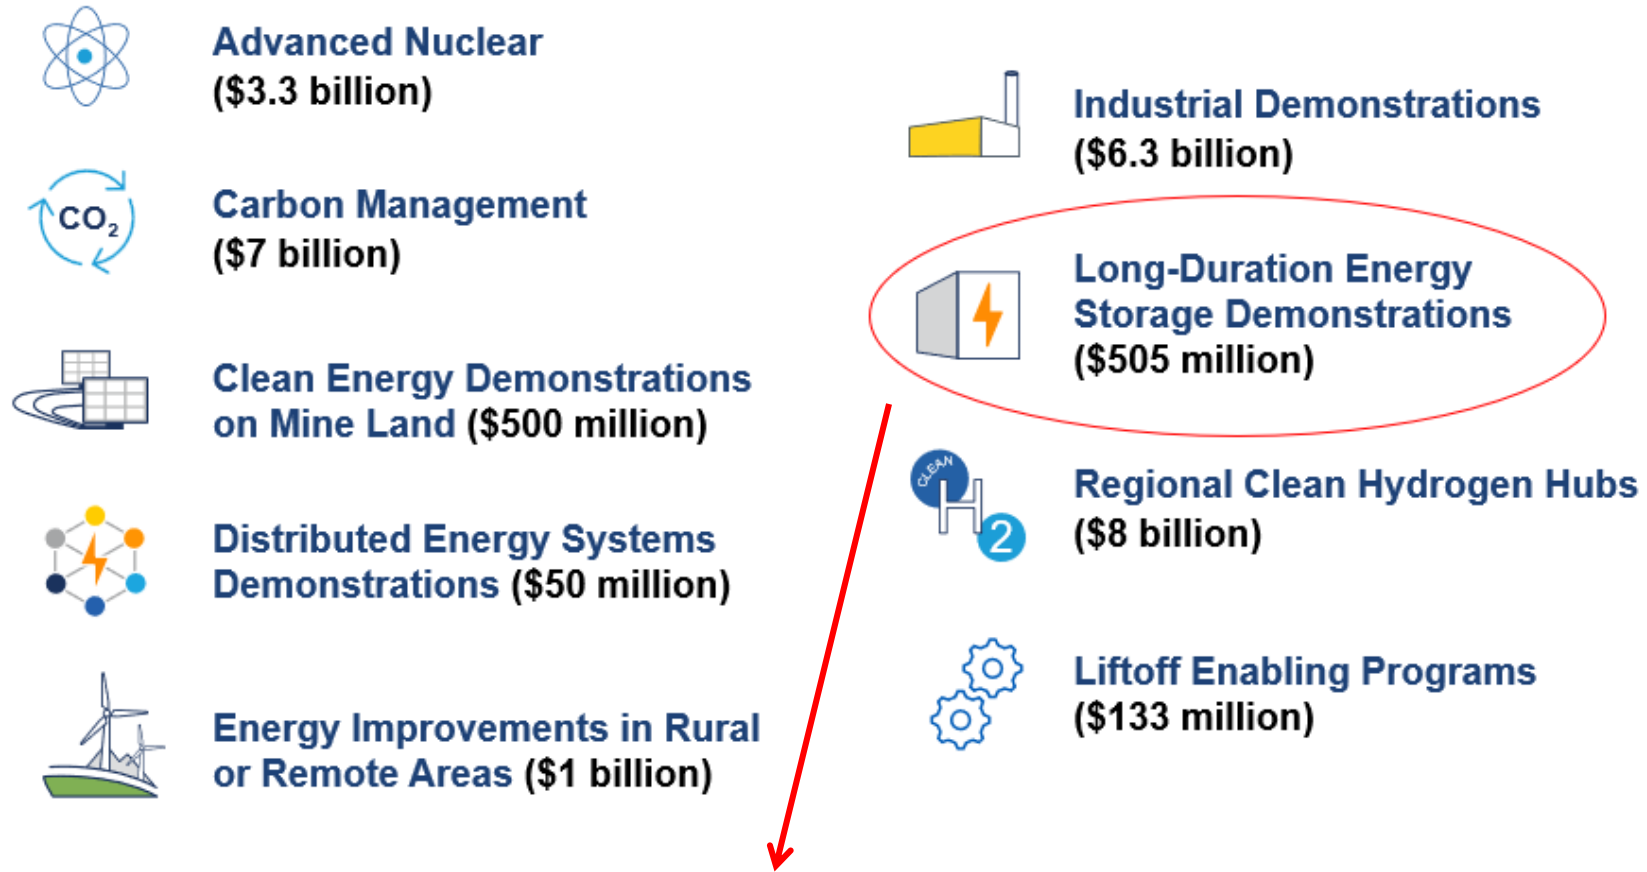 Advanced Nuclear
($3.3 billion)
CO2
Carbon Management
($7 billion)
Clean Energy Demonstrations
on Mine Land ($500 million)
Distributed Energy Systems
Demonstrations ($50 million)
Energy Improvements in Rural
or Remote Areas ($1 billion)
Industrial Demonstrations
($6.3 billion)
Long-Duration Energy
Storage Demonstrations
($505 million)
CLEAN
H2
Regional Clean Hydrogen Hubs
($8 billion)
Liftoff Enabling Programs
($133 million)